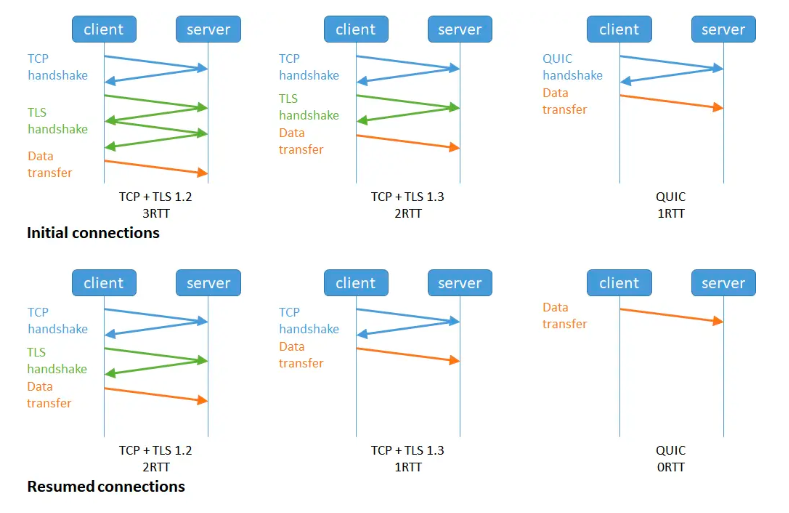 client server
TCP
handshake
TLS
handshake
Data
transfer
TCP + TLS 1.2
3RTT
client server
TCP
handshake
TLS
handshake
Data
transfer
TCP + TLS 1.3
2RTT
client server
QUIC
handshake
Data
transfer
QUIC
1RTT
Initial connections
client server
TCP
handshake
TLS
handshake
Data
transfer
TCP + TLS 1.2
2RTT
client server
TCP
handshake
Data
transfer
TCP + TLS 1.3
1RTT
client server
Data
transfer
QUIC
0RTT
Resumed connections